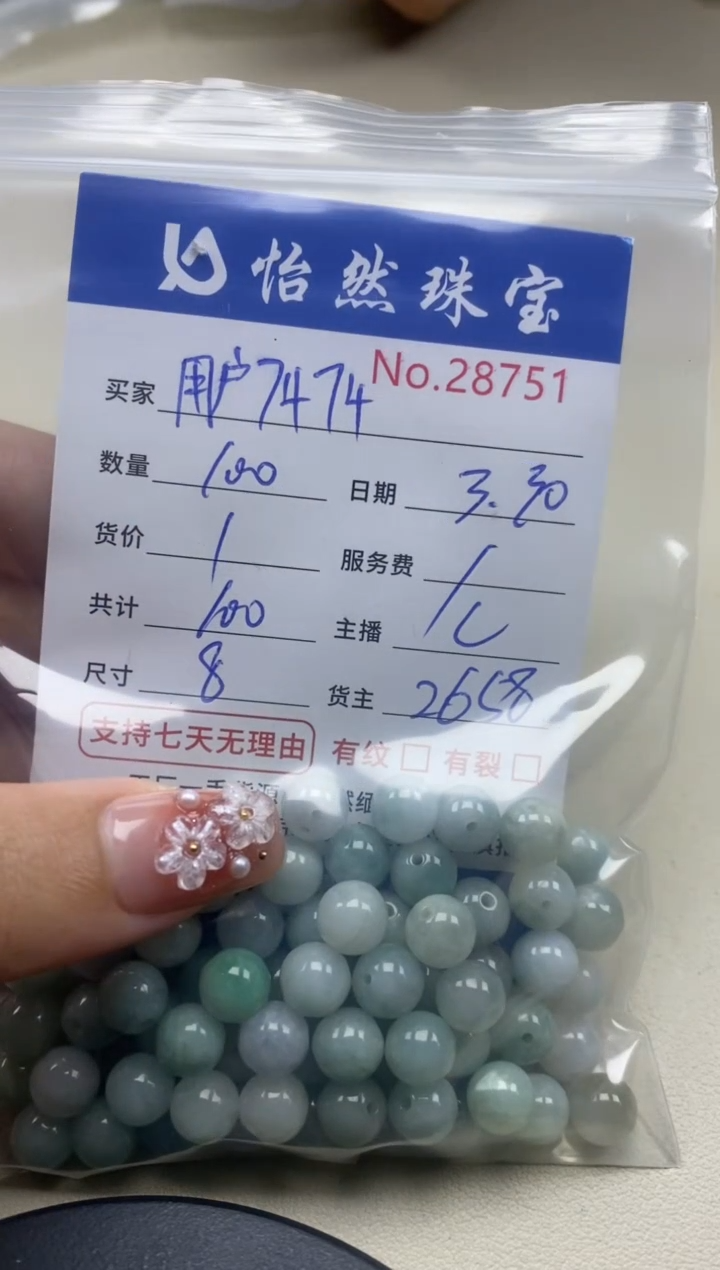 怡然珠宝
No.28751
买家 用户7474
数量 100 日期 3.30
货价 1 服务费 /
共计 100 主播 /L
尺寸 8 货主 2658
支持七天无理由 有纹 □ 有裂 □